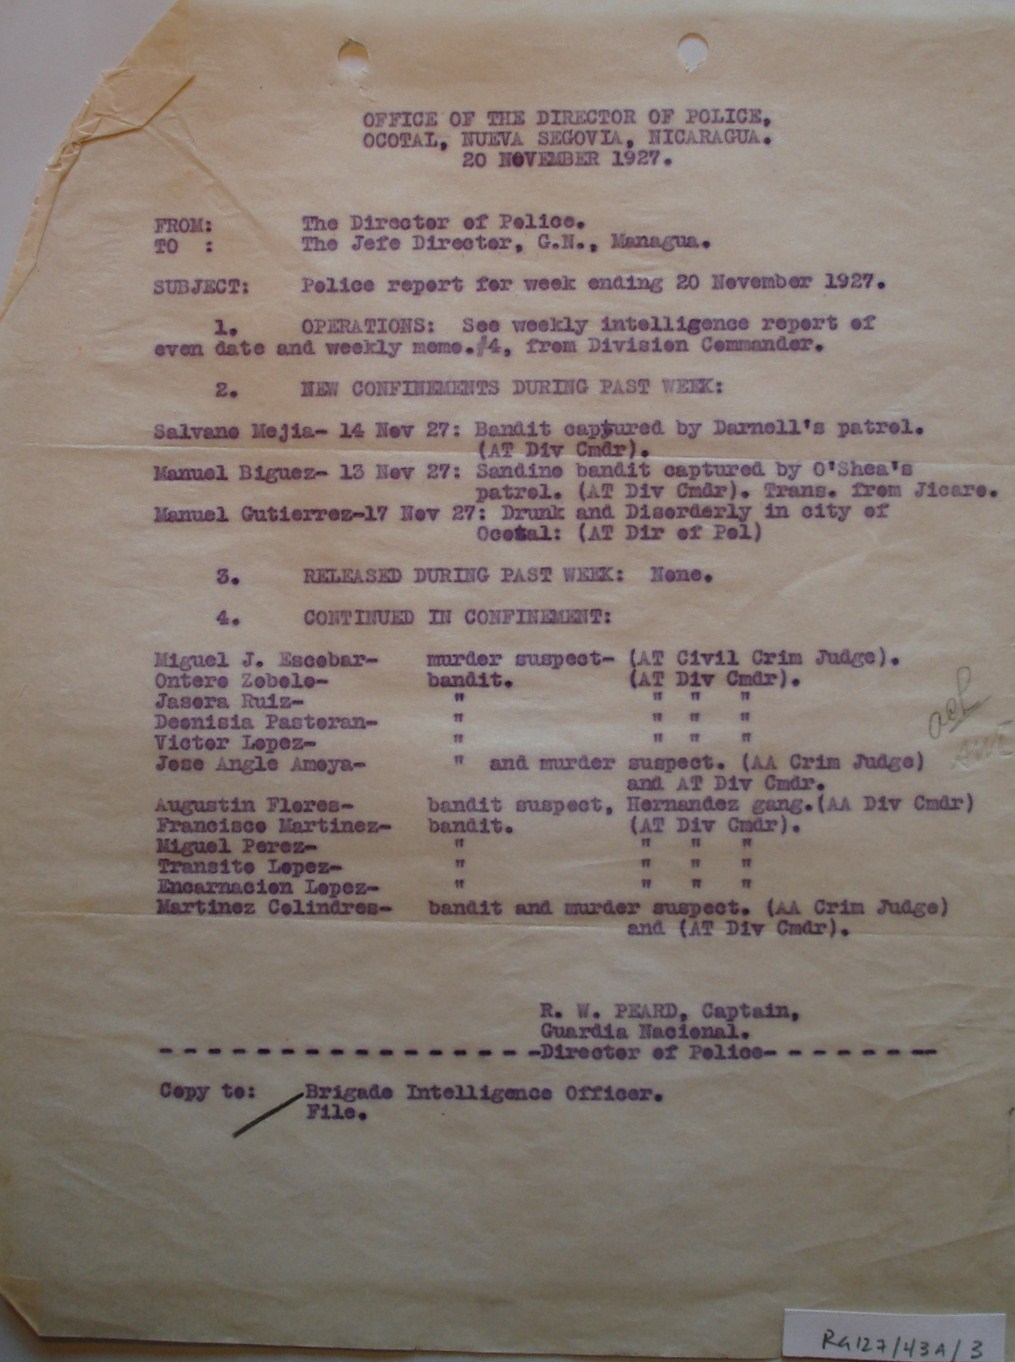 OFFICE OF THE DIRECTOR OF POLICE,
OCOTAL, NUEVA SEGOVIA, NICARAGUA.
20 NOVEMBER 1927.
FROM: The Director of Police.
TO : The Jefe Director, G.N., Managua.
SUBJECT: Police report for week ending 20 November 1927.
1. OPERATIONS: See weekly intelligence report of
even date and weekly memo.#4, from Division Commander.
2. NEW CONFINEMENTS DURING PAST WEEK:
Salvano Mejia- 14 Nov 27: Bandit captured by Darnell's patrol.
(AT Div Cmdr).
Manuel Biguez- 13 Nov 27: Sandino bandit captured by O'Shea's
patrol. (AT Div Cmdr). Trans. from Jicaro.
Manuel Gutierrez-17 Nov 27: Drunk and Disorderly in city of
Ocotal: (AT Dir of Pol)
3. RELEASED DURING PAST WEEK: None.
4. CONTINUED IN CONFINEMENT:
Miguel J. Escobar- murder suspect- (AT Civil Crim Judge).
Ontero Zobelo- bandit. (AT Div Cmdr).
Jasora Ruiz- " " " "
Deonisia Pastoran- " " " "
Victor Lopez- " " " "
Jose Angle Amoya- " and murder suspect. (AA Crim Judge)
and AT Div Cmdr.
Augustin Flores- bandit suspect, Hernandez gang.(AA Div Cmdr)
Francisco Martinez- bandit. (AT Div Cmdr).
Miguel Perez- " " " "
Transito Lopez- " " " "
Encarnacion Lopez- " " " "
Martinez Colindres- bandit and murder suspect. (AA Crim Judge)
and (AT Div Cmdr).
R. W. PEARD, Captain,
Guardia Nacional.
- - - - - - - - - - - - - - - - - -Director of Police- - - - - - - -
Copy to: Brigade Intelligence Officer.
File.
RG127/43A/3